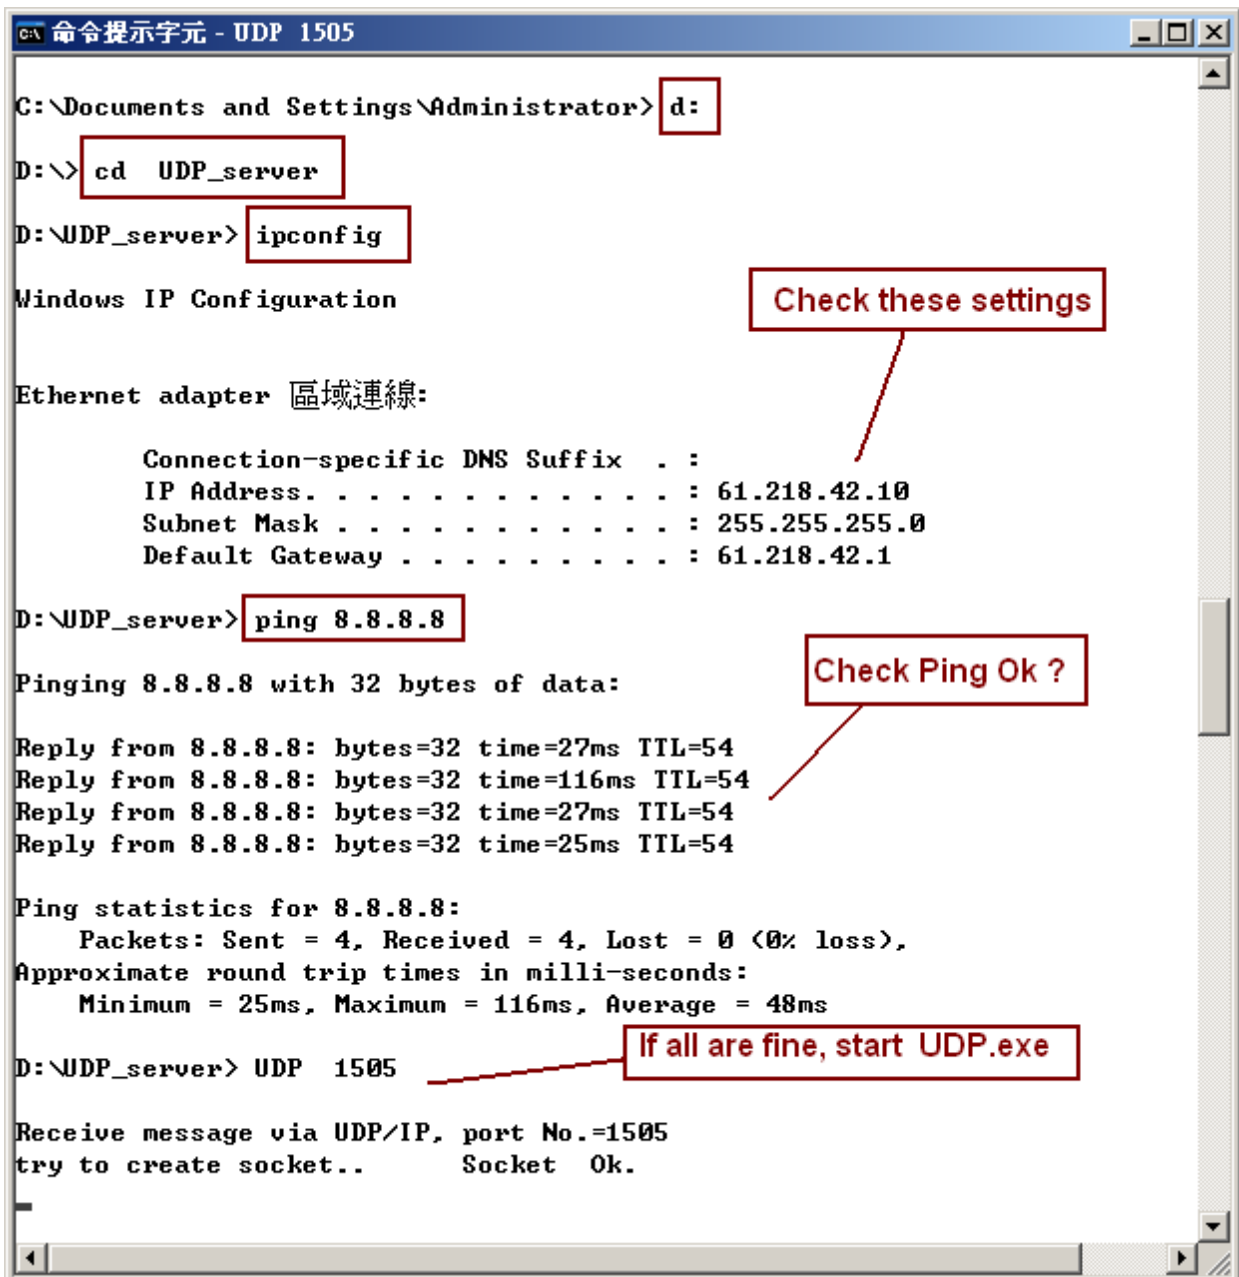 命令提示字元 - UDP 1505
C:\Documents and Settings\Administrator> d:
D:\> cd UDP_server
D:\UDP_server> ipconfig
Windows IP Configuration
Check these settings
Ethernet adapter 區域連線:
Connection-specific DNS Suffix . :
IP Address. . . . . . . . . . . . : 61.218.42.10
Subnet Mask . . . . . . . . . . . : 255.255.255.0
Default Gateway . . . . . . . . . : 61.218.42.1
D:\UDP_server> ping 8.8.8.8
Check Ping Ok ?
Pinging 8.8.8.8 with 32 bytes of data:
Reply from 8.8.8.8: bytes=32 time=27ms TTL=54
Reply from 8.8.8.8: bytes=32 time=116ms TTL=54
Reply from 8.8.8.8: bytes=32 time=27ms TTL=54
Reply from 8.8.8.8: bytes=32 time=25ms TTL=54
Ping statistics for 8.8.8.8:
Packets: Sent = 4, Received = 4, Lost = 0 (0% loss),
Approximate round trip times in milli-seconds:
Minimum = 25ms, Maximum = 116ms, Average = 48ms
If all are fine, start UDP.exe
D:\UDP_server> UDP 1505
Receive message via UDP/IP, port No.=1505
try to create socket.. Socket Ok.